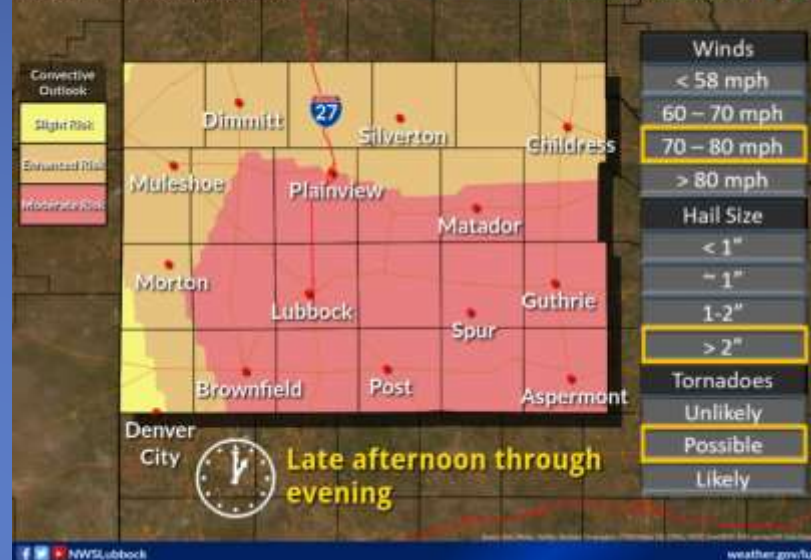 Convective
Outlook
Slight Risk
Enhanced Risk
Moderate Risk
27
Dimmitt
Silverton
Childress
Muleshoe
Plainview
Matador
Morton
Lubbock
Guthrie
Spur
Brownfield
Post
Aspermont
Denver
City
Late afternoon through
evening
Winds
< 58 mph
60 – 70 mph
70 – 80 mph
> 80 mph
Hail Size
< 1"
~ 1"
1-2"
> 2"
Tornadoes
Unlikely
Possible
Likely
NWSLubbock